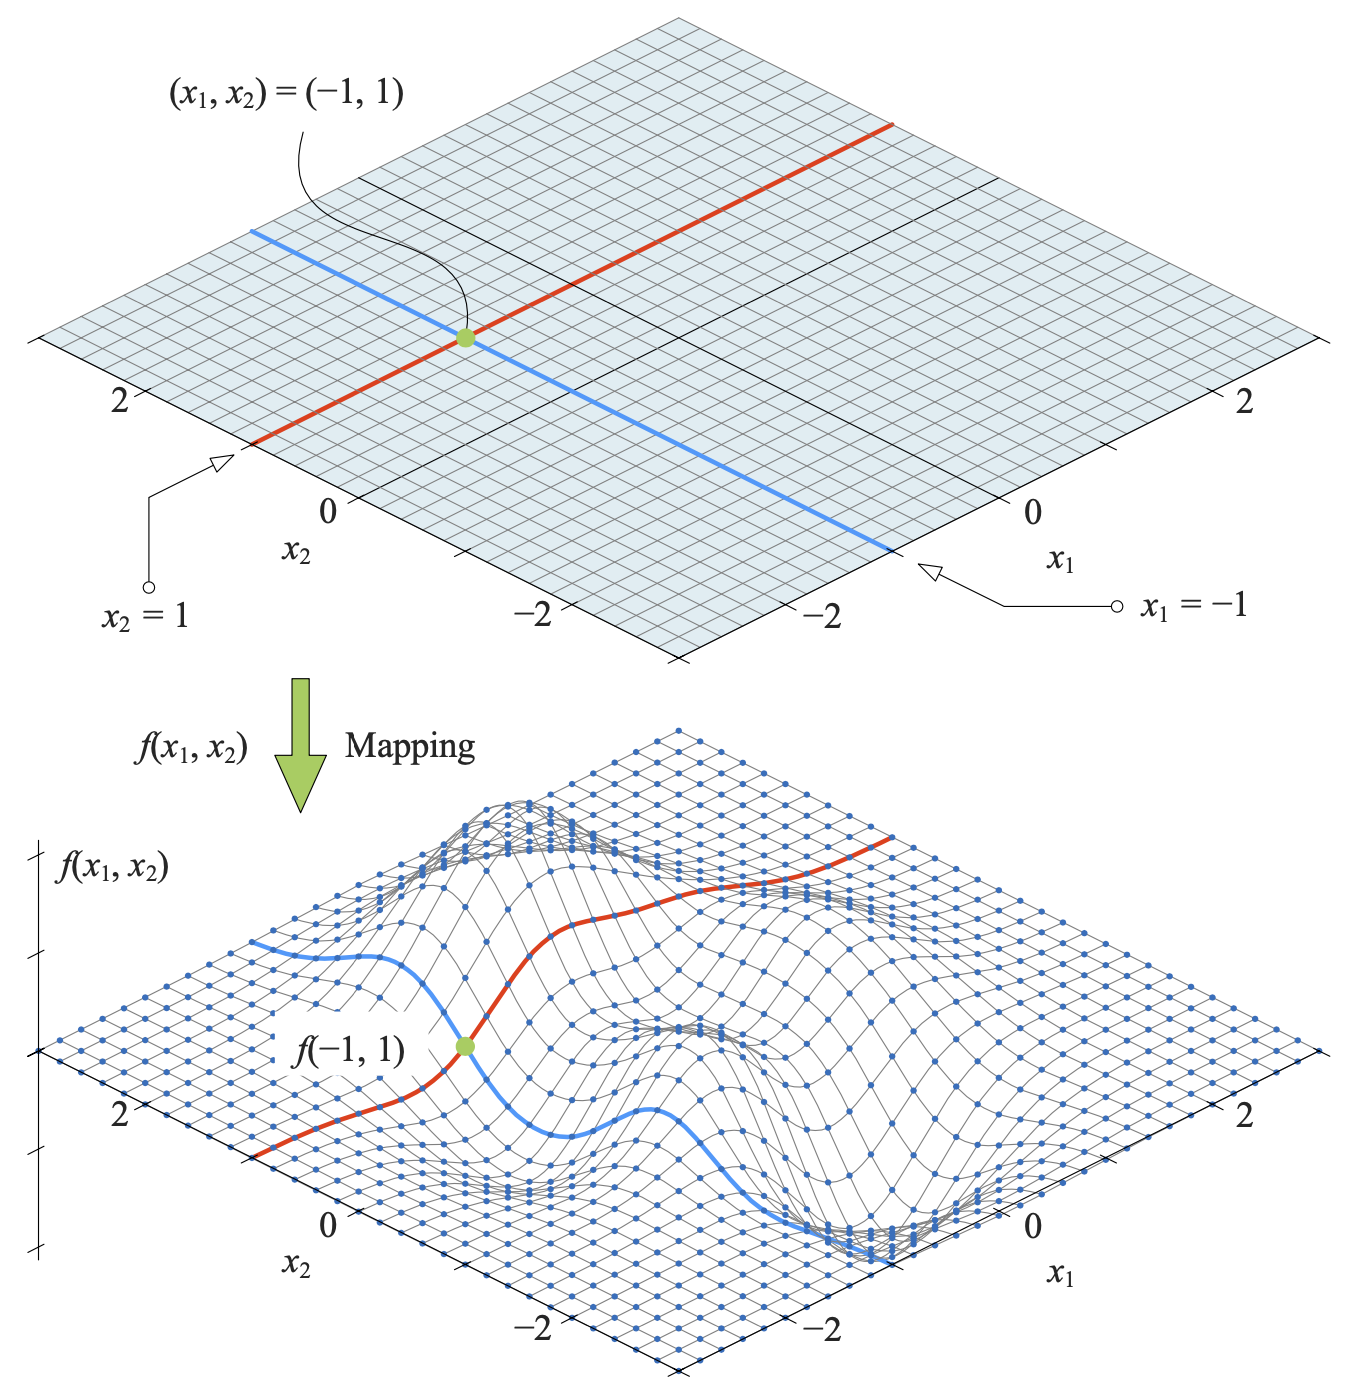 (x₁, x₂) = (−1, 1)
2
2
0
0
x₂
x₁
−2
−2
x₂ = 1
x₁ = −1
f(x₁, x₂)
Mapping
f(x₁, x₂)
f(−1, 1)
2
2
0
0
x₂
x₁
−2
−2